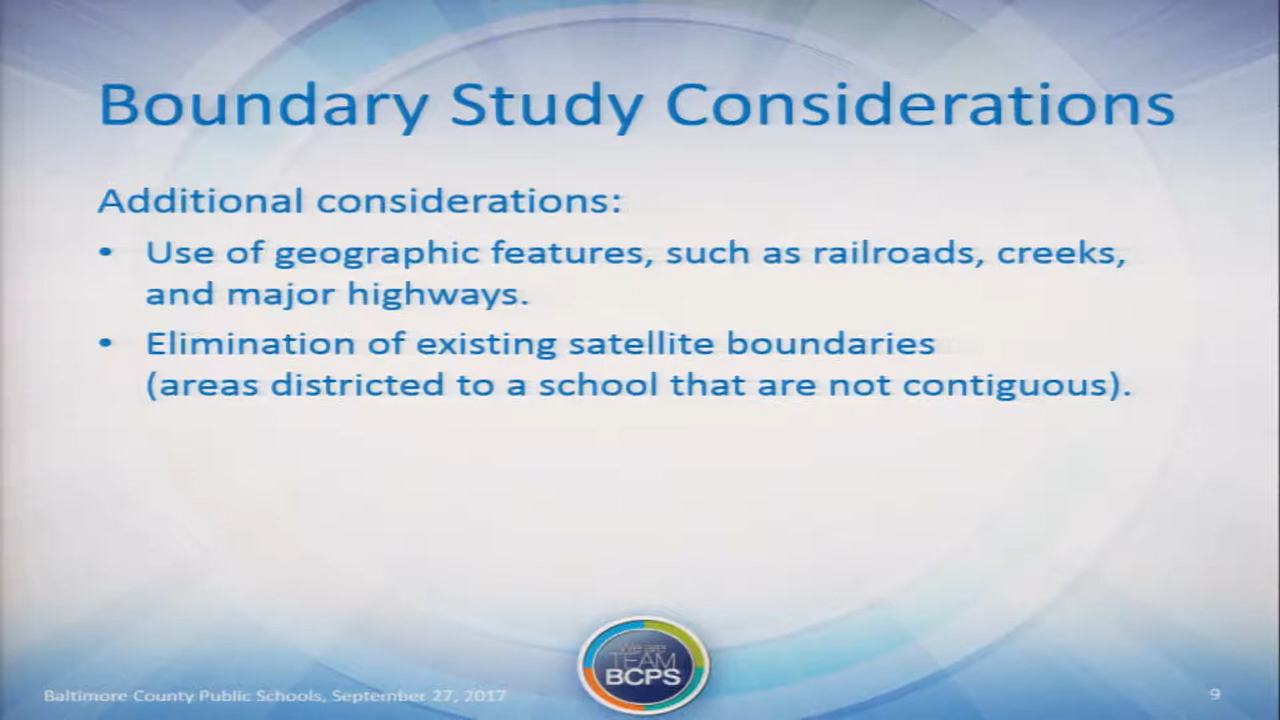 Boundary Study Considerations
Additional considerations:
• Use of geographic features, such as railroads, creeks,
and major highways.
• Elimination of existing satellite boundaries
(areas districted to a school that are not contiguous).
We are
TEAM
BCPS
Baltimore County Public Schools, September 27, 2017
9